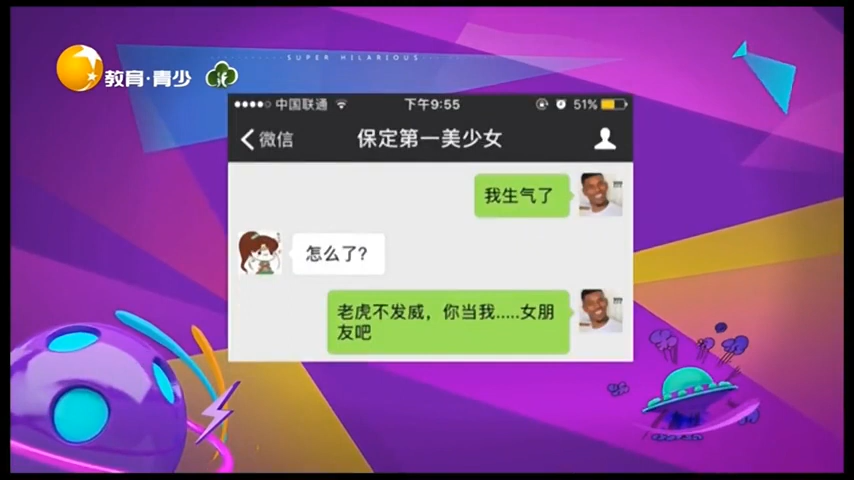 SUPER HILARIOUS
教育·青少
中国联通
下午9:55
51%
微信
保定第一美少女
我生气了
怎么了?
老虎不发威，你当我.....女朋
友吧